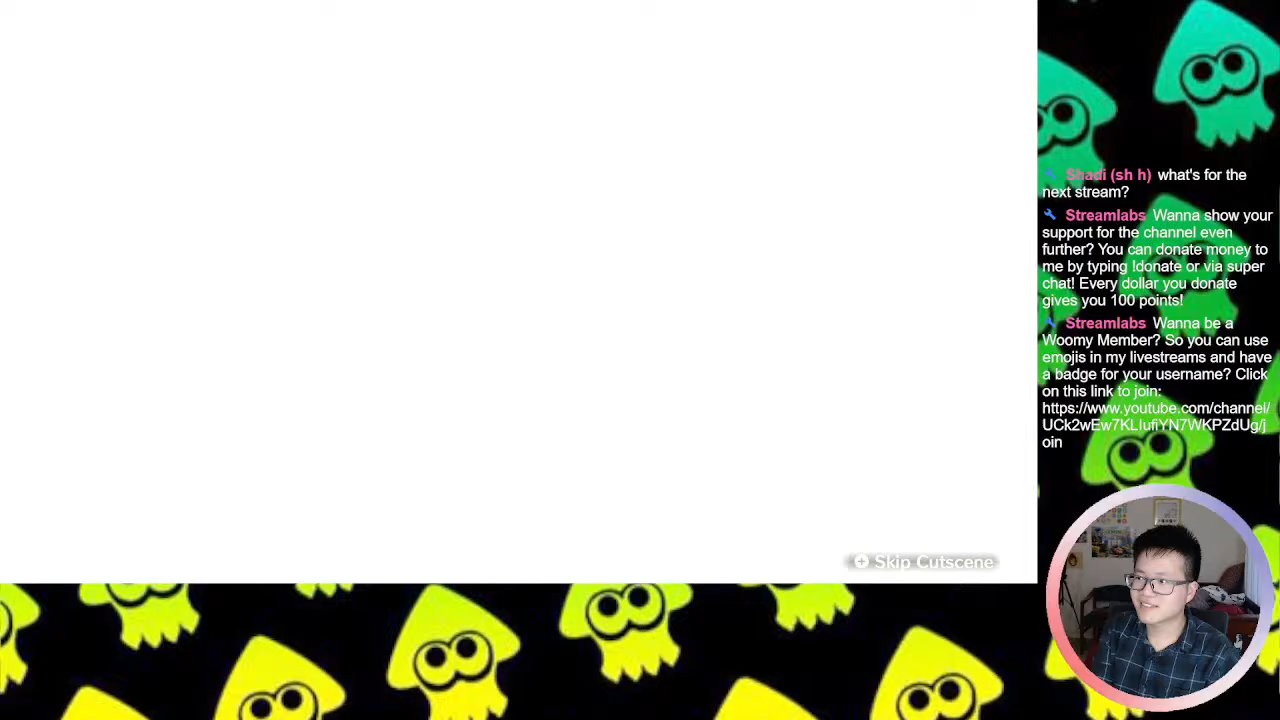 Shadi (sh h) what's for the
next stream?
Streamlabs Wanna show your
support for the channel even
further? You can donate money to
me by typing !donate or via super
chat! Every dollar you donate
gives you 100 points!
Streamlabs Wanna be a
Woomy Member? So you can use
emojis in my livestreams and have
a badge for your username? Click
on this link to join:
https://www.youtube.com/channel/
UCk2wEw7KLIufiYN7WKPZdUg/j
oin
Skip Cutscene